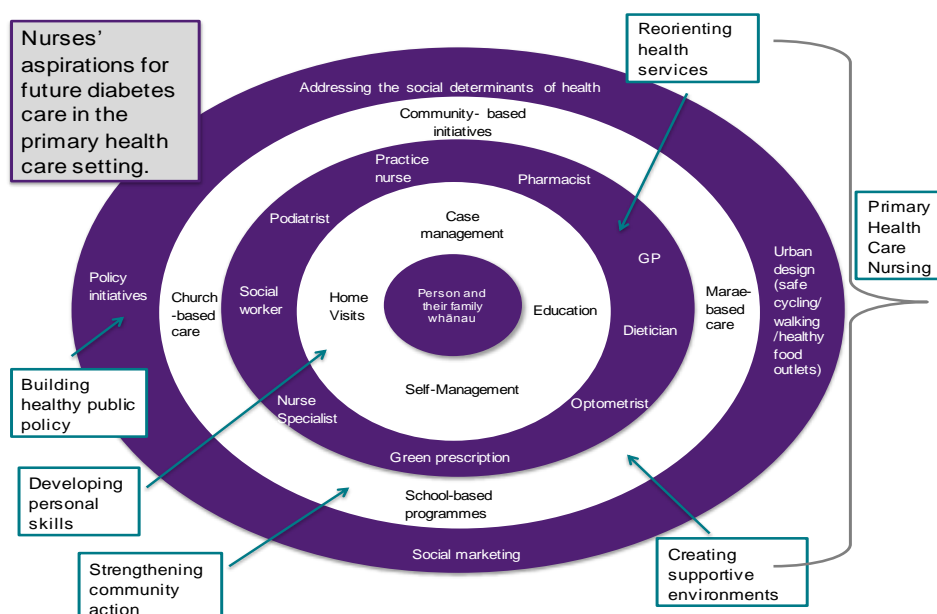 Nurses'
aspirations for
future diabetes
care in the
primary health
care setting.
Reorienting
health
services
Addressing the social determinants of health
Community- based
initiatives
Practice
nurse
Pharmacist
Podiatrist
Case
management
GP
Primary
Health
Care
Nursing
Policy
initiatives
Church
-based
care
Social
worker
Home
Visits
Person and
their family
whānau
Education
Dietician
Marae-
based
care
Urban
design
(safe
cycling/
walking
/healthy
food
outlets)
Self-Management
Building
healthy public
policy
Nurse
Specialist
Optometrist
Green prescription
Developing
personal
skills
School-based
programmes
Social marketing
Strengthening
community
action
Creating
supportive
environments